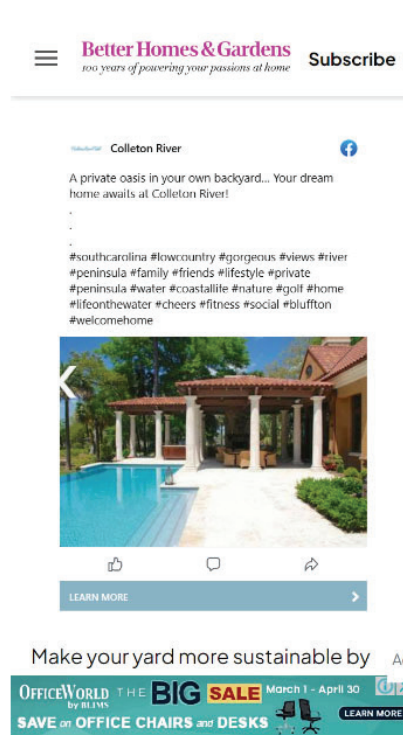 Better Homes & Gardens
100 years of powering your passions at home
Subscribe
Colleton River
A private oasis in your own backyard... Your dream
home awaits at Colleton River!
.
.
.
#southcarolina #lowcountry #gorgeous #views #river
#peninsula #family #friends #lifestyle #private
#peninsula #water #coastallife #nature #golf #home
#lifeonthewater #cheers #fitness #social #bluffton
#welcomehome
LEARN MORE
Make your yard more sustainable by
OFFICEWORLD THE BIG SALE March 1 - April 30
by BLIMS
SAVE on OFFICE CHAIRS and DESKS
LEARN MORE